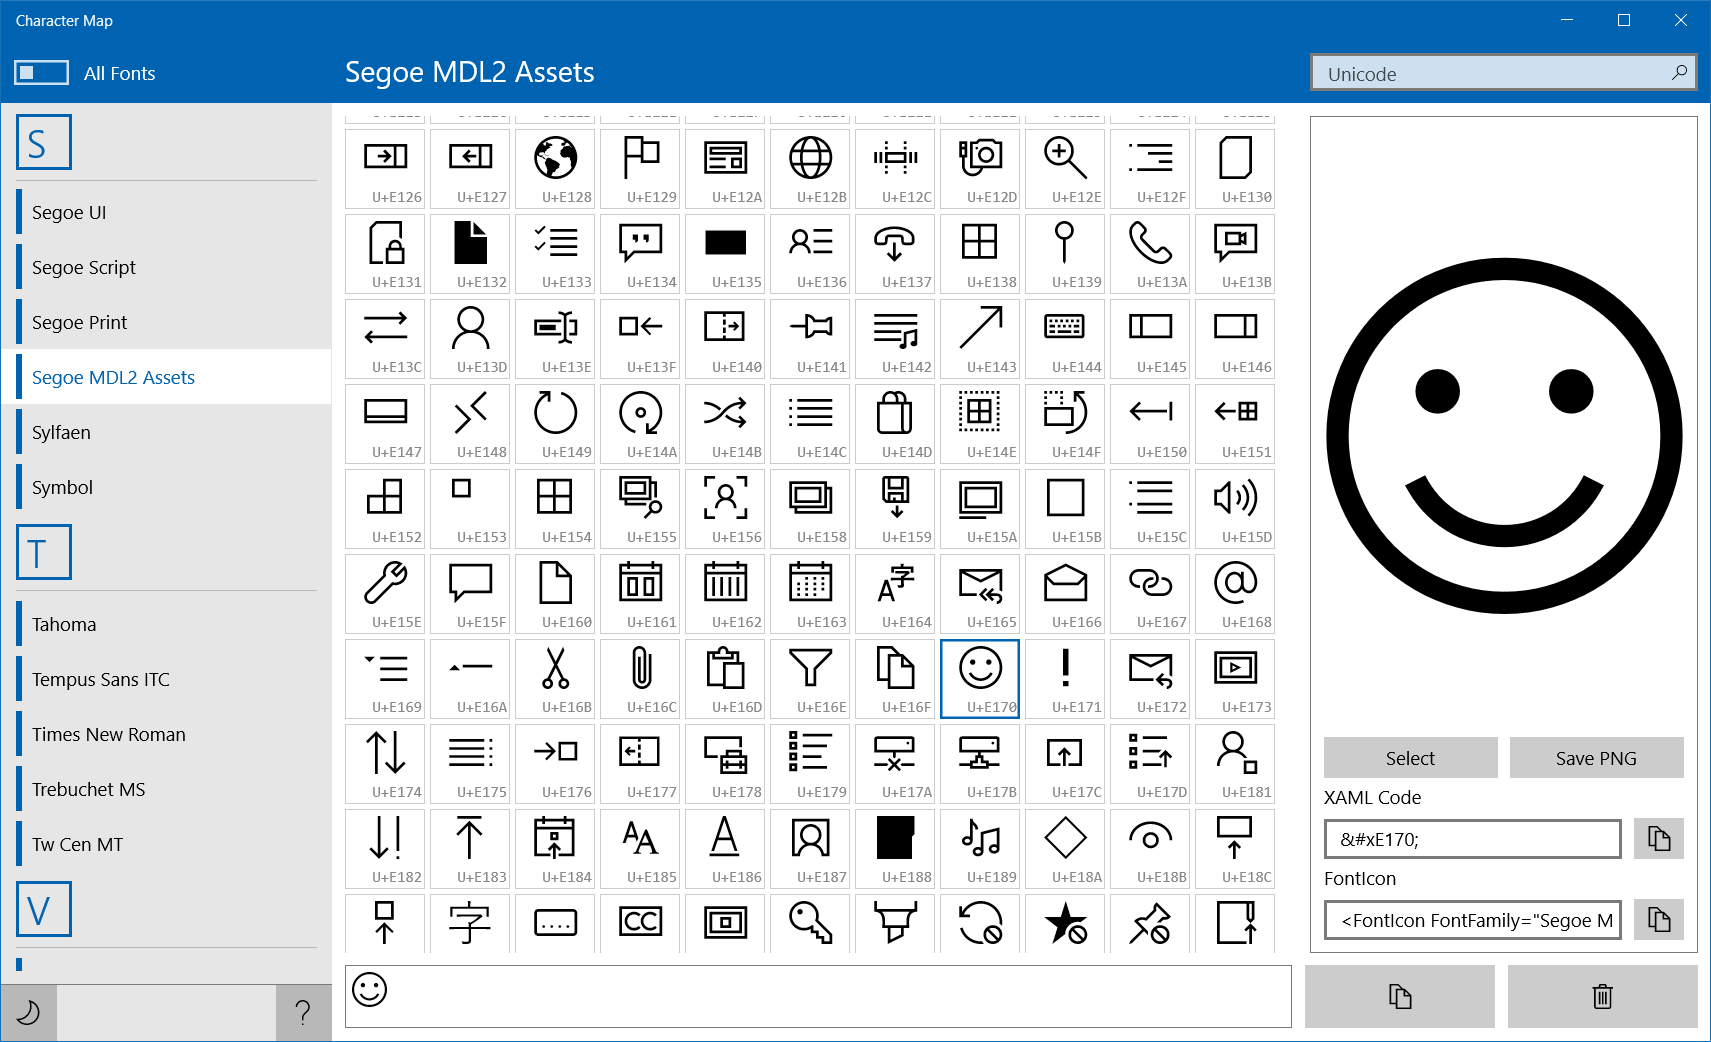 Character Map
All Fonts
Segoe MDL2 Assets
Unicode
S
Segoe UI
Segoe Script
Segoe Print
Segoe MDL2 Assets
Sylfaen
Symbol
T
Tahoma
Tempus Sans ITC
Times New Roman
Trebuchet MS
Tw Cen MT
V
?
U+E126 U+E127 U+E128 U+E129 U+E12A U+E12B U+E12C U+E12D U+E12E U+E12F U+E130
U+E131 U+E132 U+E133 U+E134 U+E135 U+E136 U+E137 U+E138 U+E139 U+E13A U+E13B
U+E13C U+E13D U+E13E U+E13F U+E140 U+E141 U+E142 U+E143 U+E144 U+E145 U+E146
U+E147 U+E148 U+E149 U+E14A U+E14B U+E14C U+E14D U+E14E U+E14F U+E150 U+E151
U+E152 U+E153 U+E154 U+E155 U+E156 U+E158 U+E159 U+E15A U+E15B U+E15C U+E15D
A字 @
U+E15E U+E15F U+E160 U+E161 U+E162 U+E163 U+E164 U+E165 U+E166 U+E167 U+E168
!
U+E169 U+E16A U+E16B U+E16C U+E16D U+E16E U+E16F U+E170 U+E171 U+E172 U+E173
U+E174 U+E175 U+E176 U+E177 U+E178 U+E179 U+E17A U+E17B U+E17C U+E17D U+E181
AA A
U+E182 U+E183 U+E184 U+E185 U+E186 U+E187 U+E188 U+E189 U+E18A U+E18B U+E18C
字 CC
Select
Save PNG
XAML Code
&#xE170;
FontIcon
<FontIcon FontFamily="Segoe M